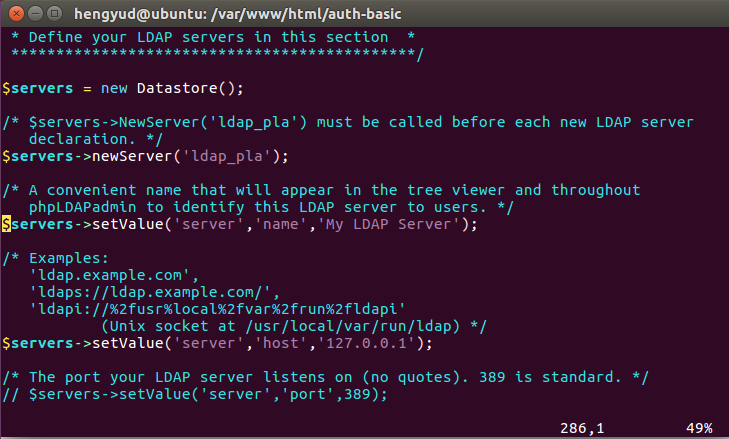 hengyud@ubuntu: /var/www/html/auth-basic
 * Define your LDAP servers in this section  *
 *********************************************/

$servers = new Datastore();

/* $servers->NewServer('ldap_pla') must be called before each new LDAP server
   declaration. */
$servers->newServer('ldap_pla');

/* A convenient name that will appear in the tree viewer and throughout
   phpLDAPadmin to identify this LDAP server to users. */
$servers->setValue('server','name','My LDAP Server');

/* Examples:
   'ldap.example.com',
   'ldaps://ldap.example.com/',
   'ldapi://%2fusr%local%2fvar%2frun%2fldapi'
           (Unix socket at /usr/local/var/run/ldap) */
$servers->setValue('server','host','127.0.0.1');

/* The port your LDAP server listens on (no quotes). 389 is standard. */
// $servers->setValue('server','port',389);
286,1 49%